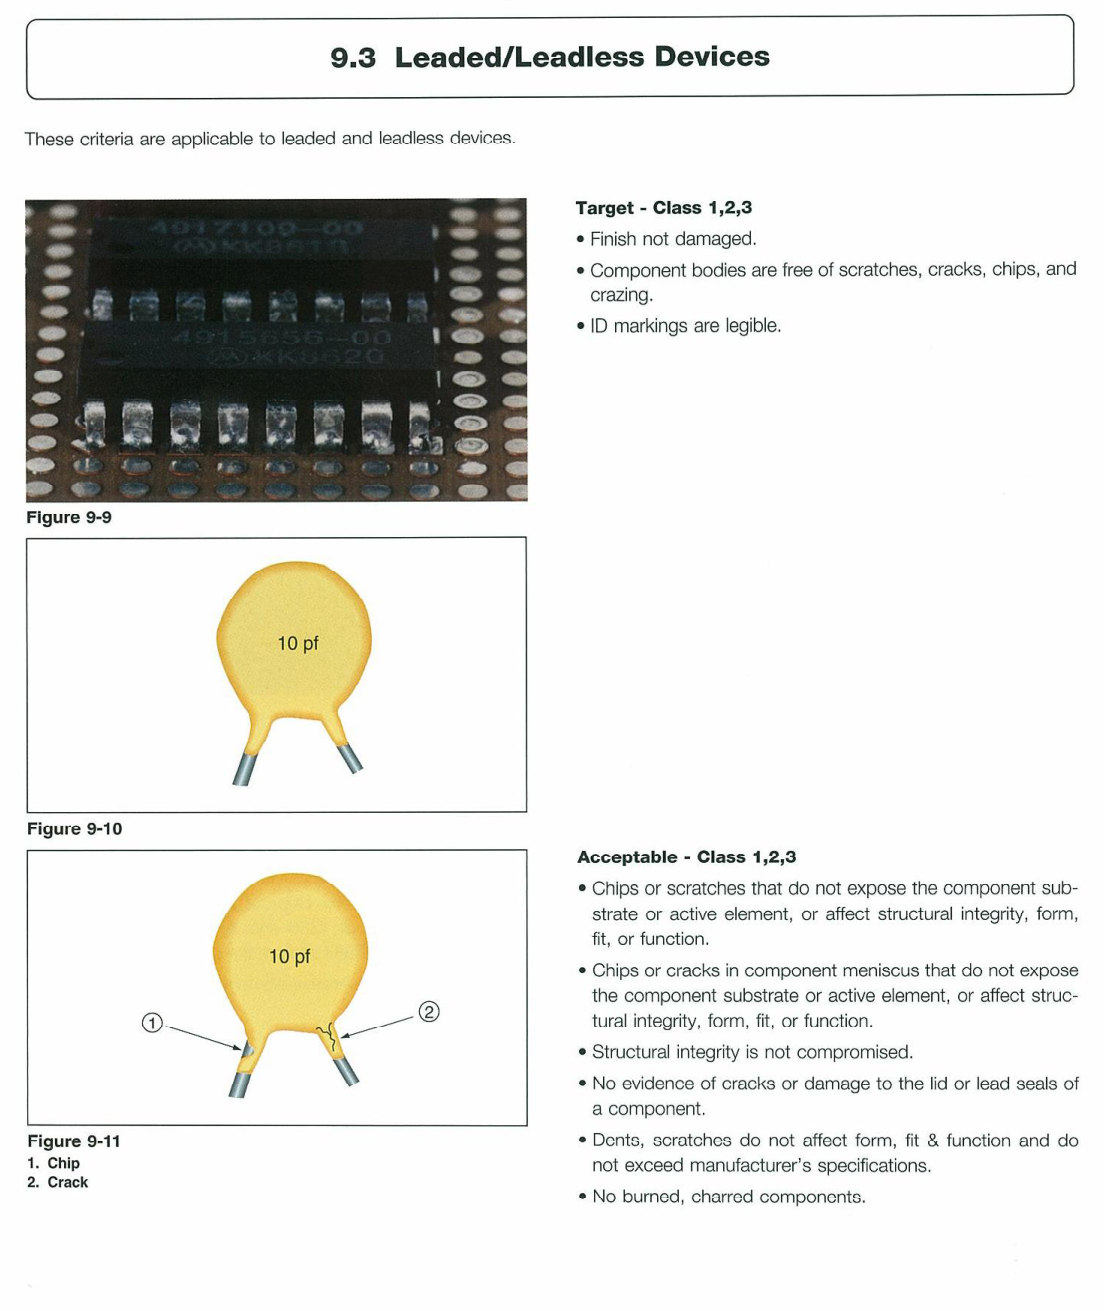 9.3 Leaded/Leadless Devices
These criteria are applicable to leaded and leadless devices.
4917109-00
KK8613
4915656-00
KK8620
Figure 9-9
Target - Class 1,2,3
• Finish not damaged.
• Component bodies are free of scratches, cracks, chips, and
crazing.
• ID markings are legible.
10 pf
Figure 9-10
10 pf
1
2
Figure 9-11
1. Chip
2. Crack
Acceptable - Class 1,2,3
• Chips or scratches that do not expose the component sub-
strate or active element, or affect structural integrity, form,
fit, or function.
• Chips or cracks in component meniscus that do not expose
the component substrate or active element, or affect struc-
tural integrity, form, fit, or function.
• Structural integrity is not compromised.
• No evidence of cracks or damage to the lid or lead seals of
a component.
• Dents, scratches do not affect form, fit & function and do
not exceed manufacturer's specifications.
• No burned, charred components.